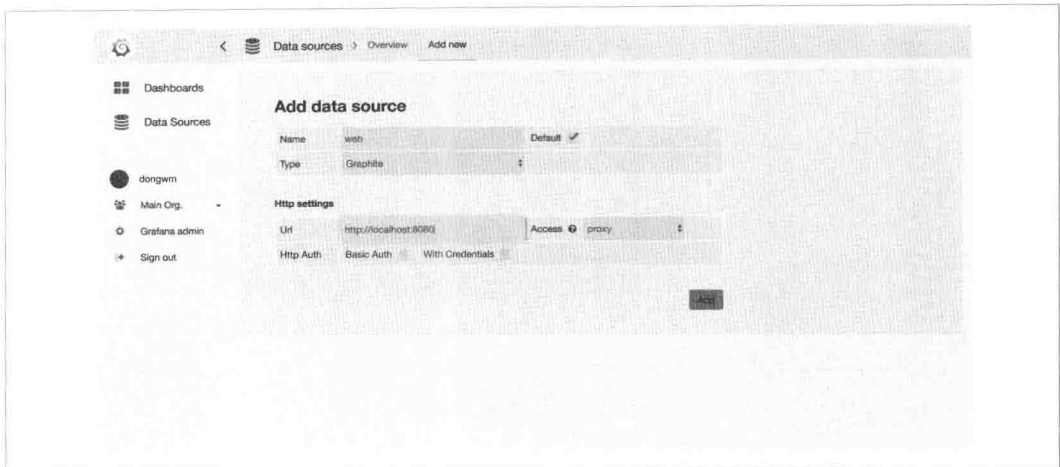 Data sources > Overview Add new
Dashboards
Data Sources
dongwm
Main Org.
Grafana admin
Sign out
Add data source
Name web Default
Type Graphite
Http settings
Url http://localhost:8080 Access proxy
Http Auth Basic Auth With Credentials
Add